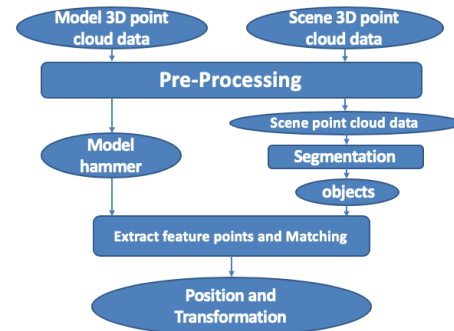 Model 3D point
cloud data
Scene 3D point
cloud data
Pre-Processing
Scene point cloud data
Model
hammer
Segmentation
objects
Extract feature points and Matching
Position and
Transformation